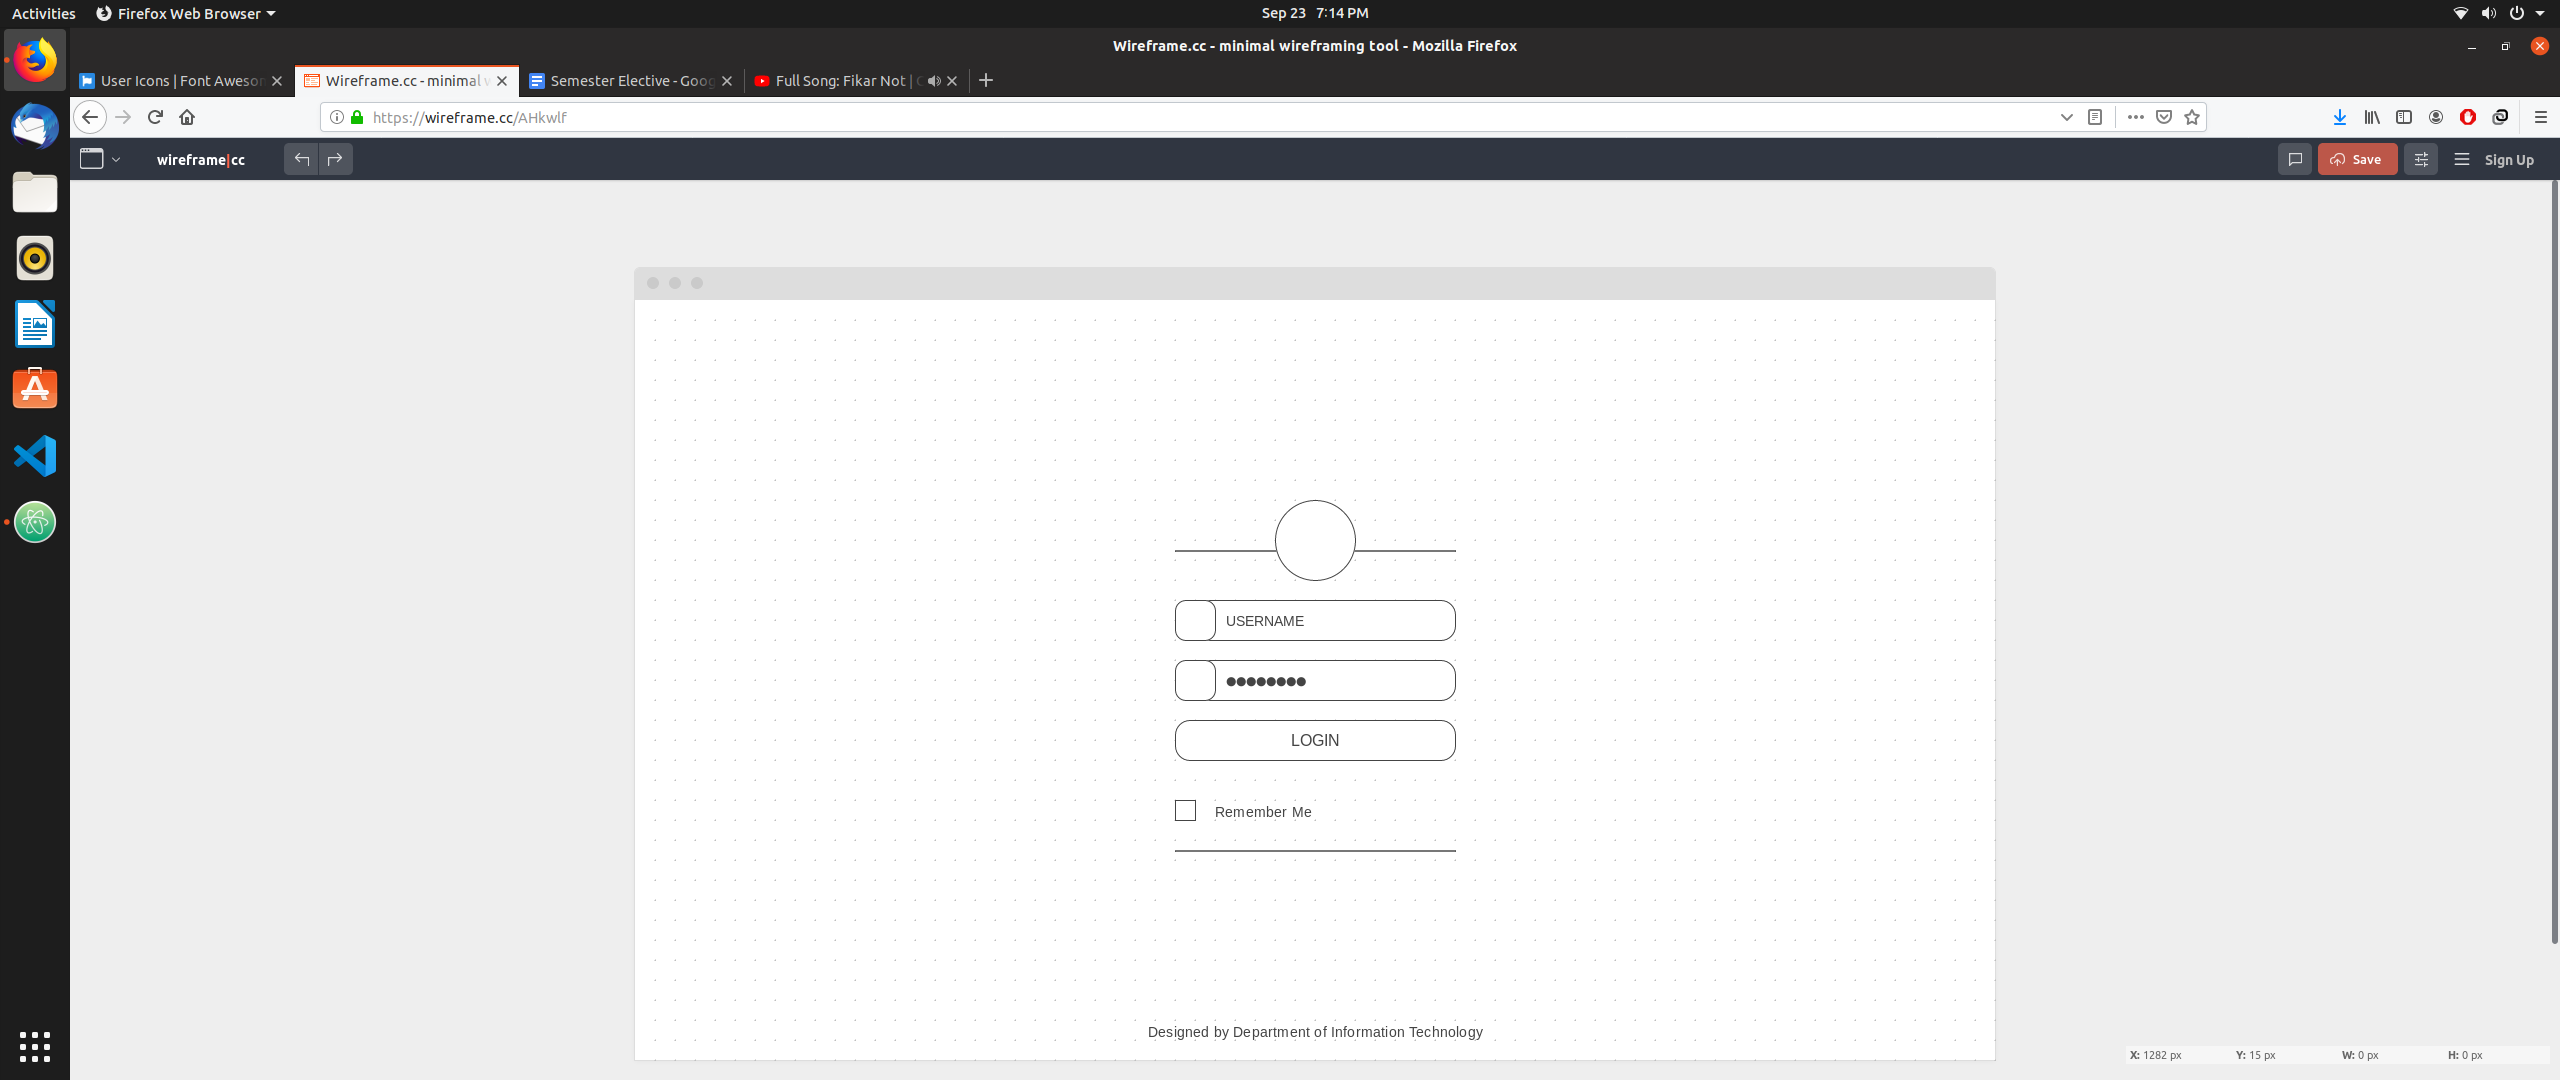 Activities Firefox Web Browser Sep 23 7:14 PM
Wireframe.cc - minimal wireframing tool - Mozilla Firefox
User Icons | Font Aweso Wireframe.cc - minimal Semester Elective - Goog Full Song: Fikar Not |
https://wireframe.cc/AHkwlf
wireframe|cc Save Sign Up
USERNAME
●●●●●●●●
LOGIN
Remember Me
Designed by Department of Information Technology
X: 1282 px Y: 15 px W: 0 px H: 0 px